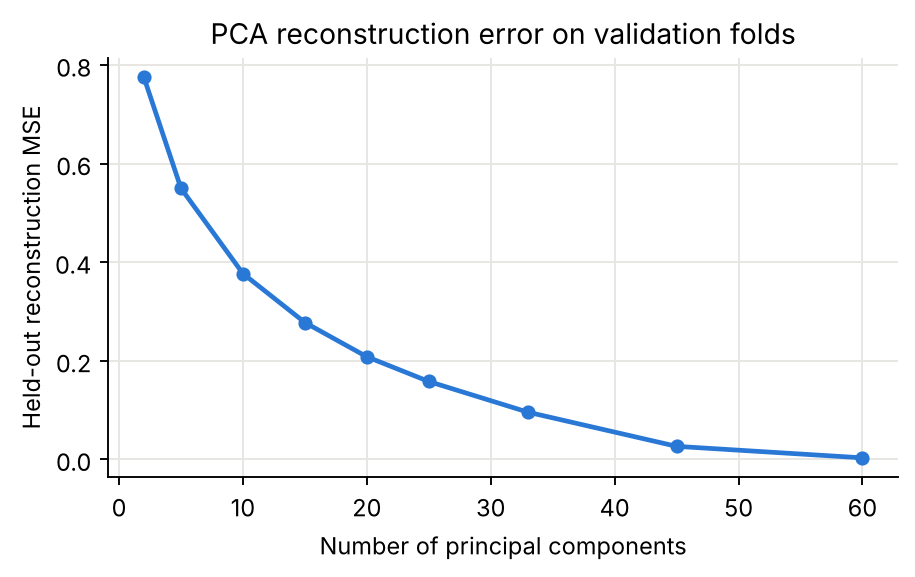 PCA reconstruction error on validation folds
Held-out reconstruction MSE
0.8
0.6
0.4
0.2
0.0
0 10 20 30 40 50 60
Number of principal components